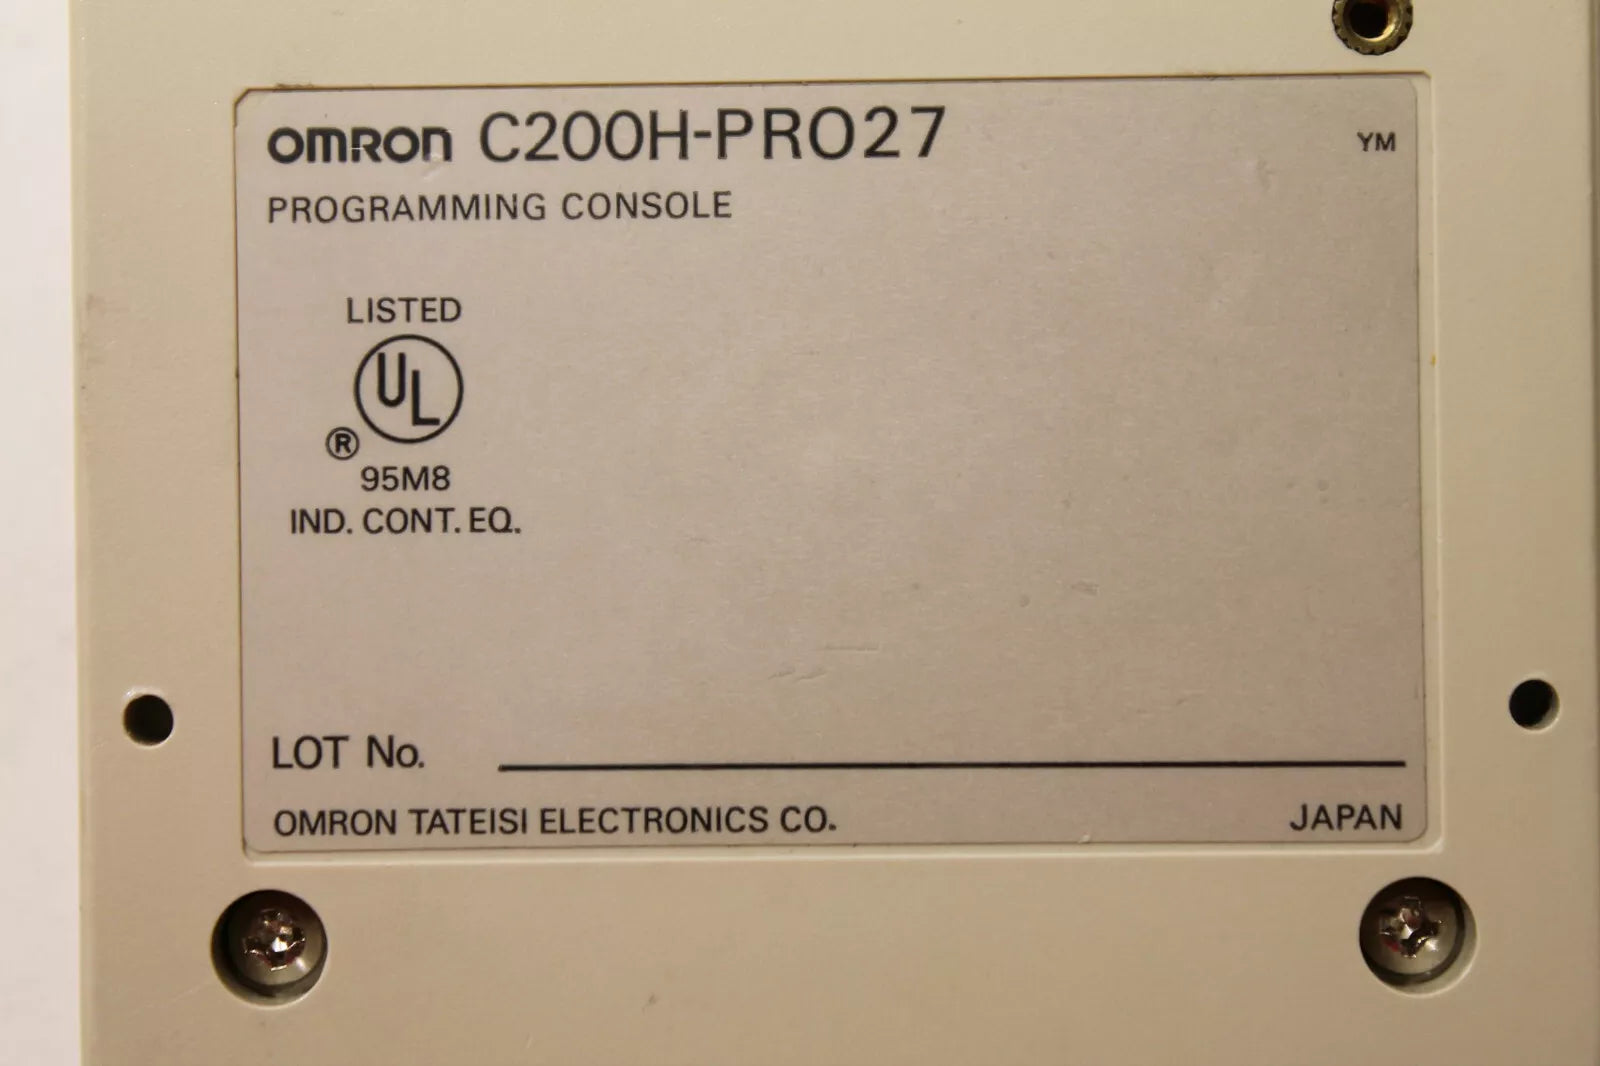 OMRON C200H-PRO27 YM
PROGRAMMING CONSOLE
LISTED
UL
®
95M8
IND. CONT. EQ.
LOT No.
OMRON TATEISI ELECTRONICS CO. JAPAN